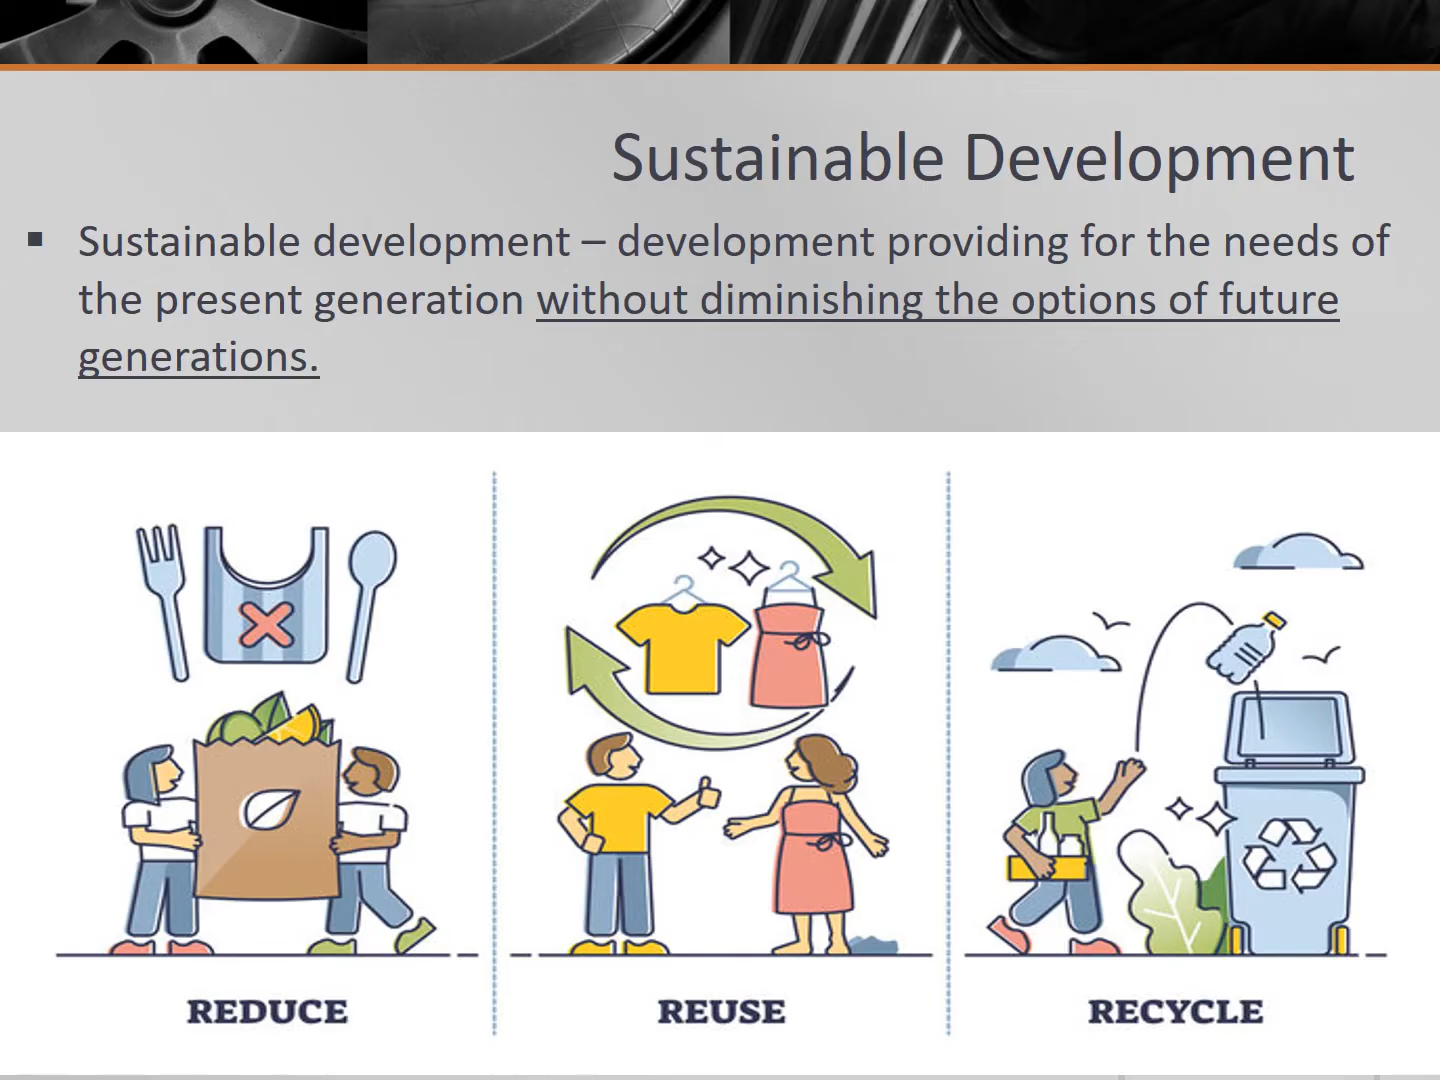 Sustainable Development
▪ Sustainable development – development providing for the needs of
the present generation without diminishing the options of future
generations.
REDUCE
REUSE
RECYCLE